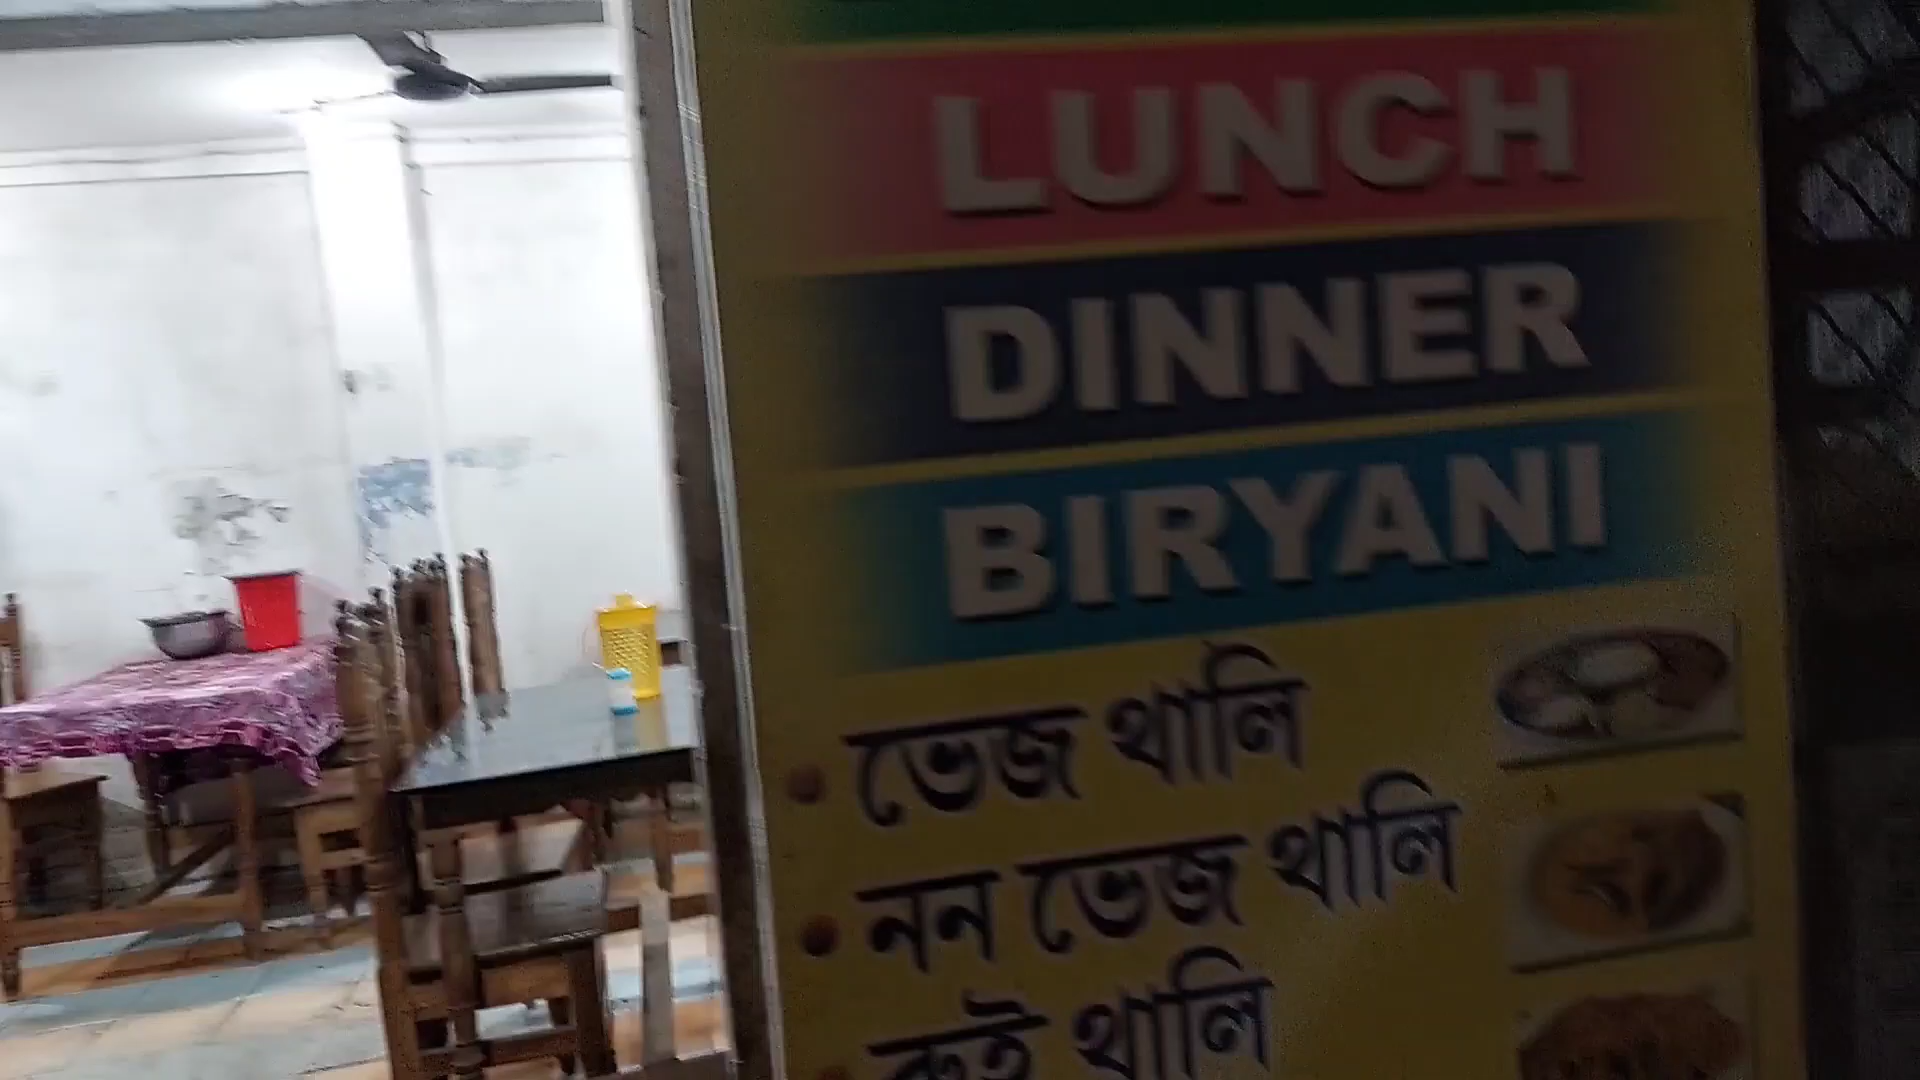 LUNCH
DINNER
BIRYANI
ভেজ থালি
নন ভেজ থালি
রুই থালি